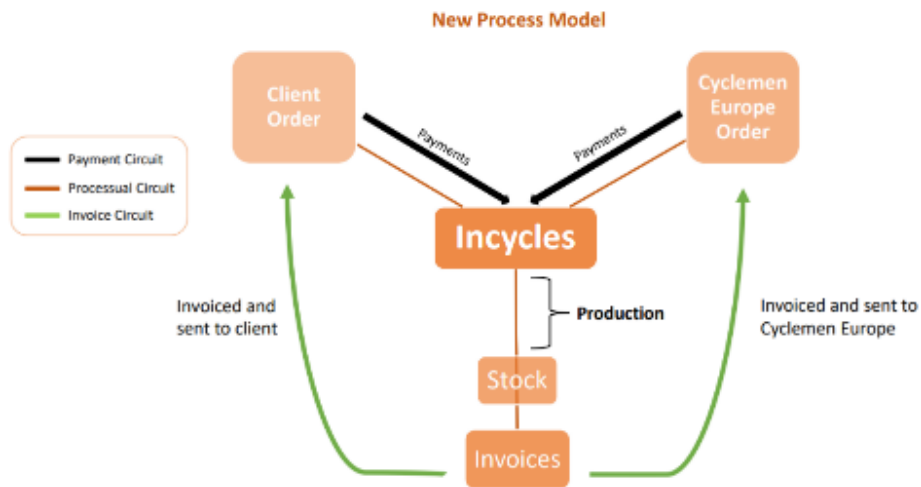 New Process Model
Client
Order
Cyclemen
Europe
Order
Payments
Payments
Payment Circuit
Processual Circuit
Invoice Circuit
Incycles
Invoiced and
sent to client
Production
Invoiced and sent to
Cyclemen Europe
Stock
Invoices